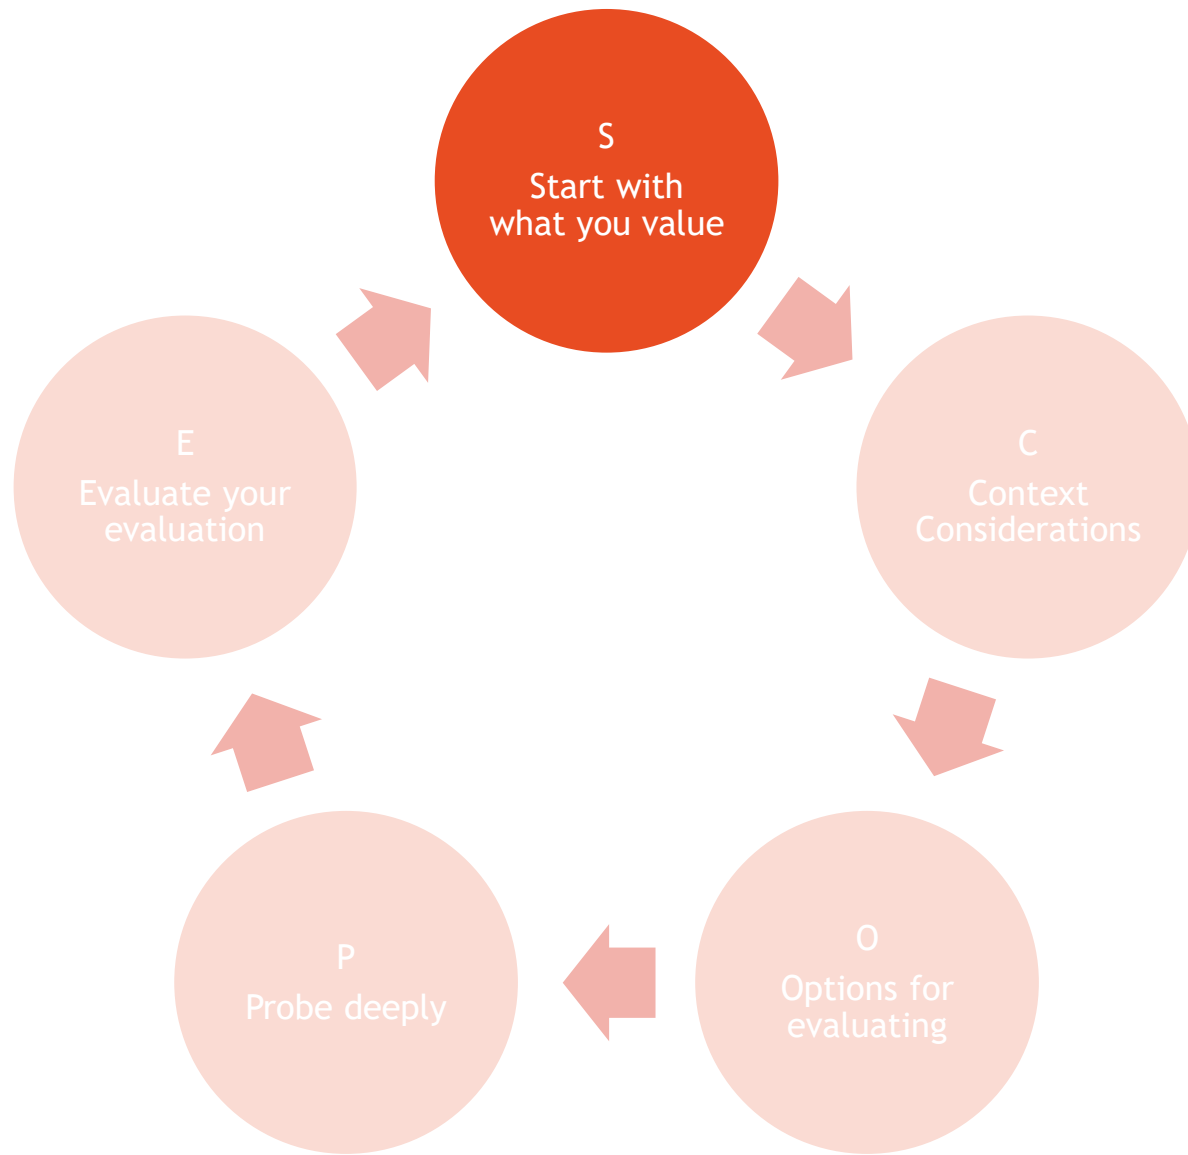 S
Start with
what you value
C
Context
Considerations
O
Options for
evaluating
P
Probe deeply
E
Evaluate your
evaluation